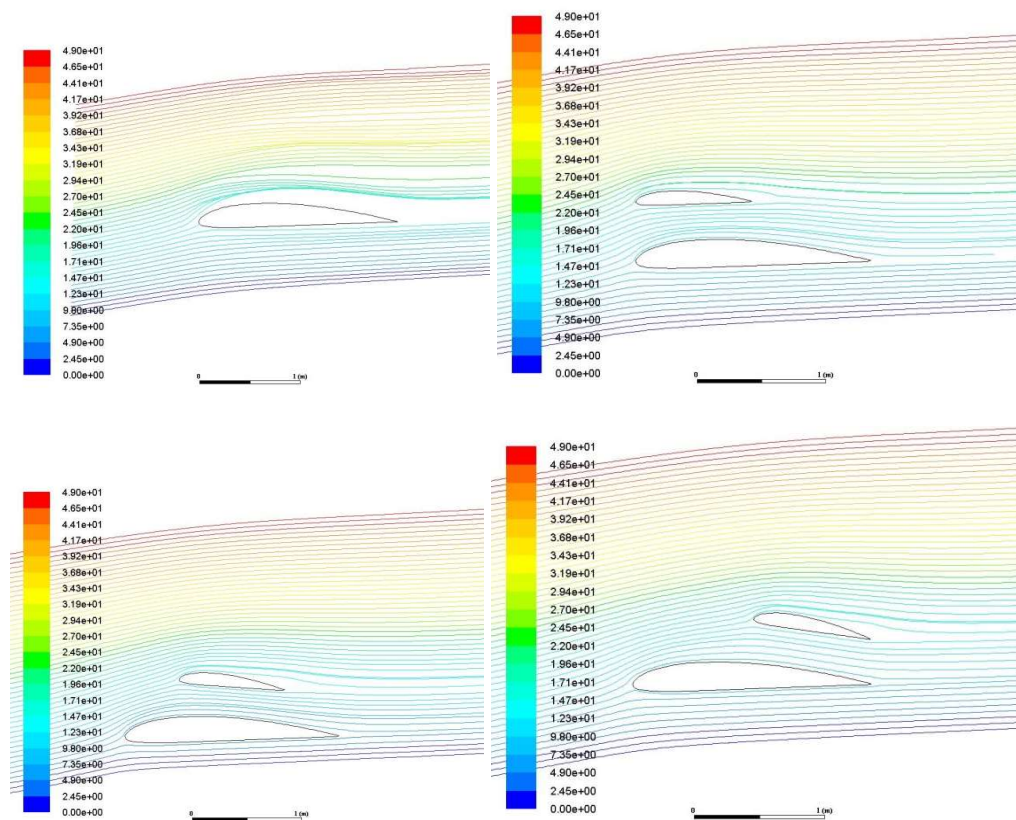 4.90e+01
4.65e+01
4.41e+01
4.17e+01
3.92e+01
3.68e+01
3.43e+01
3.19e+01
2.94e+01
2.70e+01
2.45e+01
2.20e+01
1.96e+01
1.71e+01
1.47e+01
1.23e+01
9.80e+00
7.35e+00
4.90e+00
2.45e+00
0.00e+00
0 1 (m)
4.90e+01
4.65e+01
4.41e+01
4.17e+01
3.92e+01
3.68e+01
3.43e+01
3.19e+01
2.94e+01
2.70e+01
2.45e+01
2.20e+01
1.96e+01
1.71e+01
1.47e+01
1.23e+01
9.80e+00
7.35e+00
4.90e+00
2.45e+00
0.00e+00
0 1 (m)
4.90e+01
4.65e+01
4.41e+01
4.17e+01
3.92e+01
3.68e+01
3.43e+01
3.19e+01
2.94e+01
2.70e+01
2.45e+01
2.20e+01
1.96e+01
1.71e+01
1.47e+01
1.23e+01
9.80e+00
7.35e+00
4.90e+00
2.45e+00
0.00e+00
0 1 (m)
4.90e+01
4.65e+01
4.41e+01
4.17e+01
3.92e+01
3.68e+01
3.43e+01
3.19e+01
2.94e+01
2.70e+01
2.45e+01
2.20e+01
1.96e+01
1.71e+01
1.47e+01
1.23e+01
9.80e+00
7.35e+00
4.90e+00
2.45e+00
0.00e+00
0 1 (m)